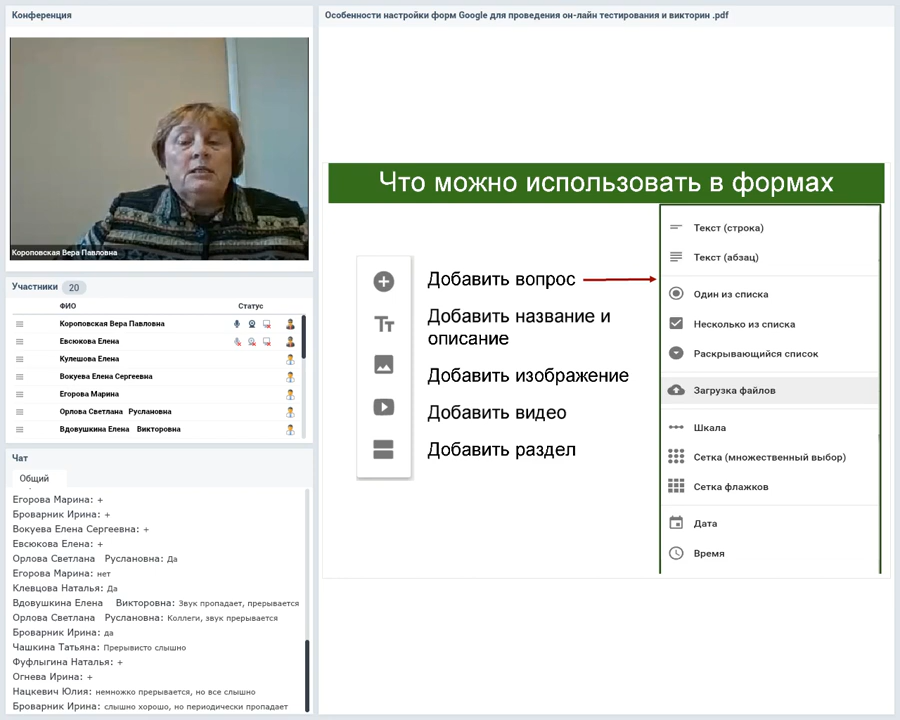 Конференция
Короповская Вера Павловна
Участники 20
ФИО Статус
Короповская Вера Павловна
Евсюкова Елена
Кулешова Елена
Вокуева Елена Сергеевна
Егорова Марина
Орлова Светлана Руслановна
Вдовушкина Елена Викторовна
Чат
Общий
Егорова Марина: +
Броварник Ирина: +
Вокуева Елена Сергеевна: +
Евсюкова Елена: +
Орлова Светлана Руслановна: Да
Егорова Марина: нет
Клевцова Наталья: Да
Вдовушкина Елена Викторовна: Звук пропадает, прерывается
Орлова Светлана Руслановна: Коллеги, звук прерывается
Броварник Ирина: да
Чашкина Татьяна: Прерывисто слышно
Фуфлыгина Наталья: +
Огнева Ирина: +
Нацкевич Юлия: немножко прерывается, но все слышно
Броварник Ирина: слышно хорошо, но периодически пропадает
Особенности настройки форм Google для проведения он-лайн тестирования и викторин .pdf
Что можно использовать в формах
Добавить вопрос
Tт Добавить название и
описание
Добавить изображение
Добавить видео
Добавить раздел
Текст (строка)
Текст (абзац)
Один из списка
Несколько из списка
Раскрывающийся список
Загрузка файлов
Шкала
Сетка (множественный выбор)
Сетка флажков
Дата
Время